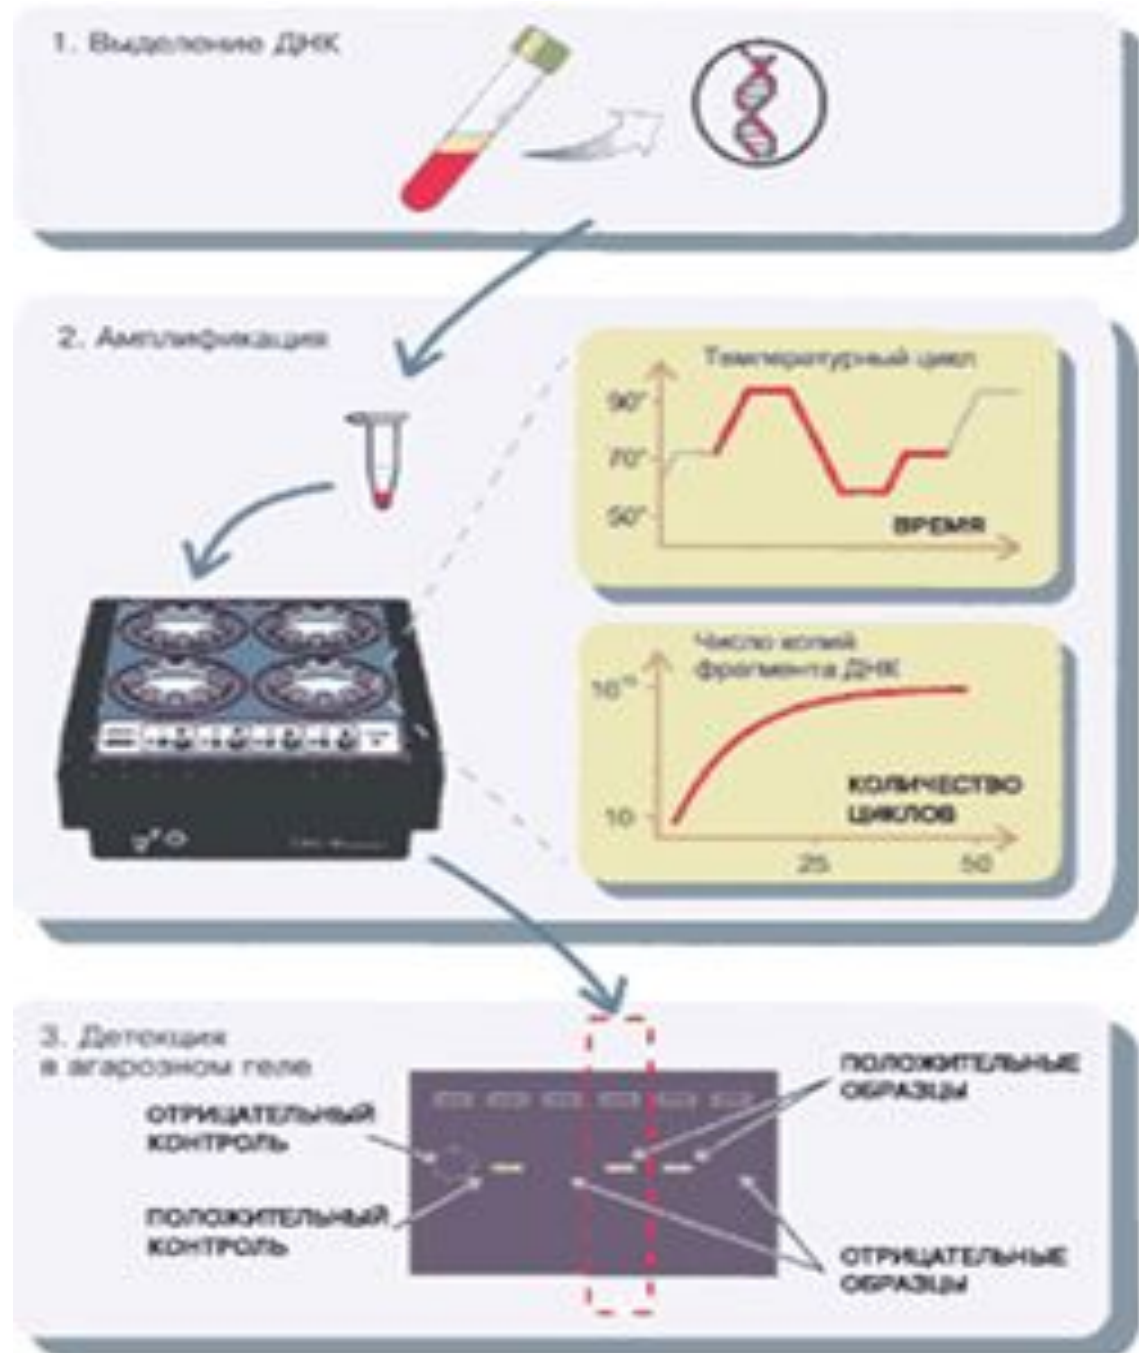 1. Выделение ДНК
2. Амплификация
Температурный цикл
90°
70°
50°
ВРЕМЯ
Число копий
фрагмента ДНК
10
КОЛИЧЕСТВО
ЦИКЛОВ
25
50
3. Детекция
в агарозном геле
ОТРИЦАТЕЛЬНЫЙ
КОНТРОЛЬ
ПОЛОЖИТЕЛЬНЫЙ
КОНТРОЛЬ
ПОЛОЖИТЕЛЬНЫЕ
ОБРАЗЦЫ
ОТРИЦАТЕЛЬНЫЕ
ОБРАЗЦЫ